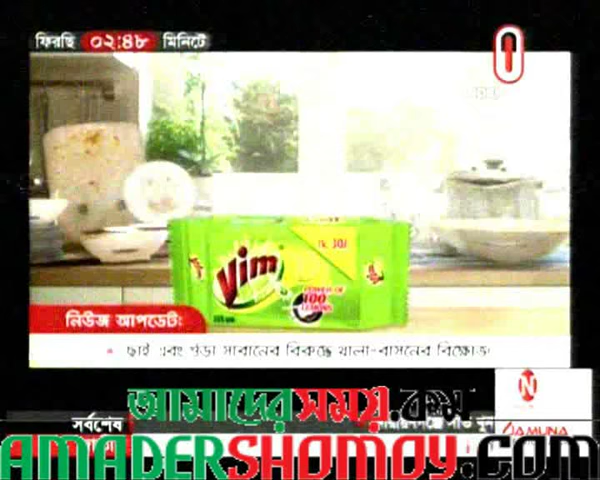 ফিরছি ০২:৪৮ মিনিটে
Vim
Tk. 30/
POWER OF
100
LEMONS
নিউজ আপডেট:
ছাই এবং গুঁড়া সাবানের বিরুদ্ধে থালা-বাসনের বিক্ষোভ
আমাদেরসময়.কম
সর্বশেষ
JAMUNA
AMADERSHOMOY.COM